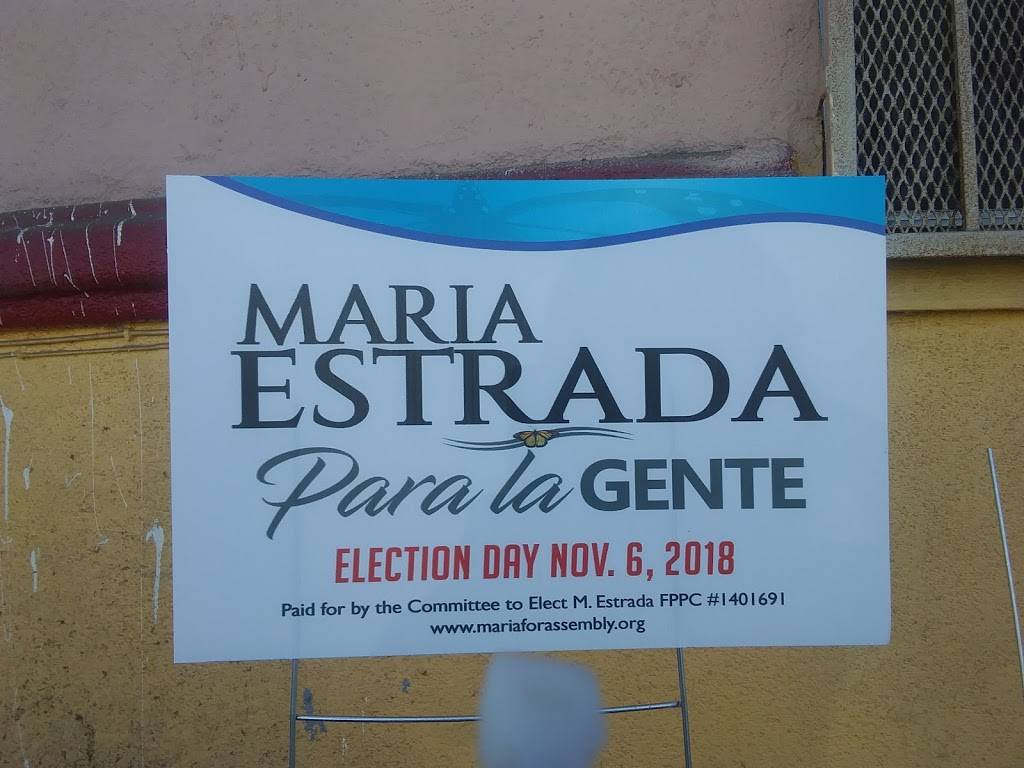 MARIA
ESTRADA
Para la GENTE
ELECTION DAY NOV. 6, 2018
Paid for by the Committee to Elect M. Estrada FPPC #1401691
www.mariaforassembly.org